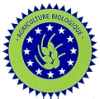 - AGRICULTURE BIOLOGIQUE -